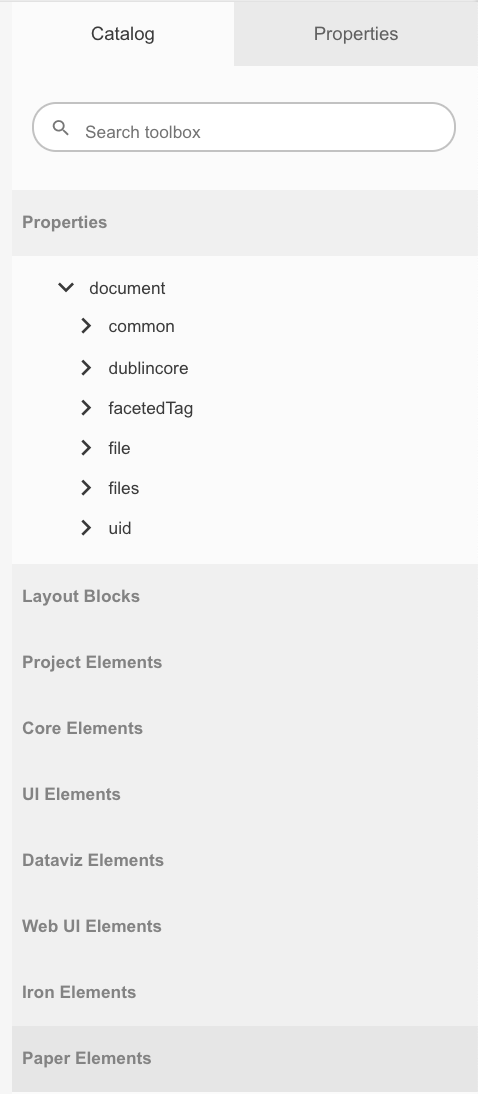 Catalog Properties
Search toolbox
Properties
document
common
dublincore
facetedTag
file
files
uid
Layout Blocks
Project Elements
Core Elements
UI Elements
Dataviz Elements
Web UI Elements
Iron Elements
Paper Elements